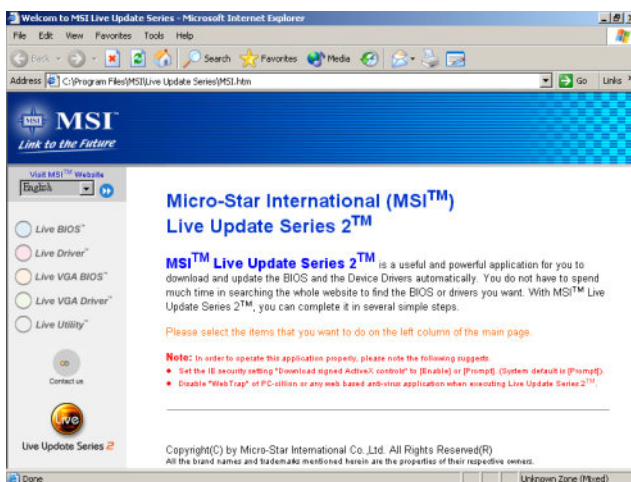 Welcom to MSI Live Update Series - Microsoft Internet Explorer
File Edit View Favorites Tools Help
Back Search Favorites Media
Address C:\Program Files\MSI\Live Update Series\MSI.htm Go Links
MSI
MSI™
Link to the Future
Visit MSI™ Website
English
Live BIOS™
Live Driver™
Live VGA BIOS™
Live VGA Driver™
Live Utility™
Contact us
Live
Live Update Series 2
Micro-Star International (MSI™)
Live Update Series 2™
MSI™ Live Update Series 2™ is a useful and powerful application for you to
download and update the BIOS and the Device Drivers automatically. You do not have to spend
much time in searching the whole website to find the BIOS or drivers you want. With MSI™ Live
Update Series 2™, you can complete it in several simple steps.
Please select the items that you want to do on the left column of the main page.
Note: In order to operate this application properly, please note the following suggests.
Set the IE security setting "Download signed ActiveX controls" to [Enable] or [Prompt]. (System default is [Prompt]).
Disable "WebTrap" of PC-cillion or any web based anti-virus application when executing Live Update Series 2™.
Copyright(C) by Micro-Star International Co.,Ltd. All Rights Reserved(R)
All the brand names and trademarks mentioned herein are the properties of their respective owners.
Done Unknown Zone (Mixed)